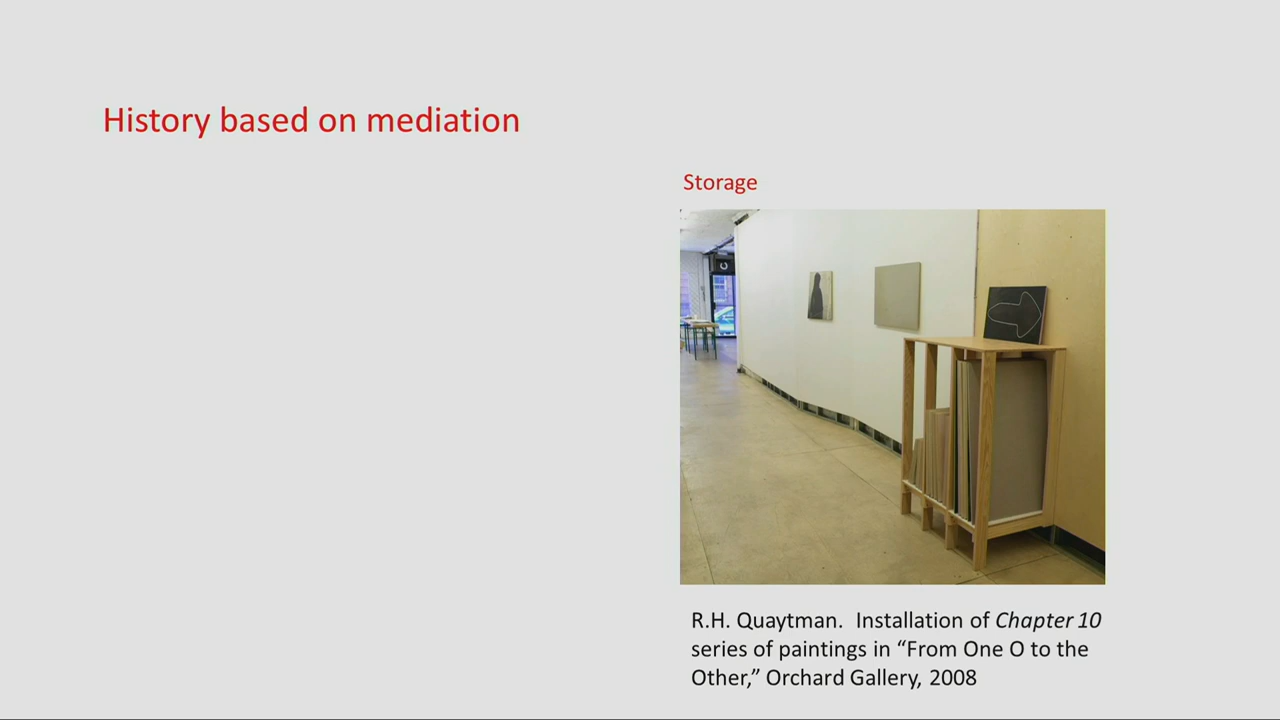 History based on mediation
Storage
R.H. Quaytman.  Installation of Chapter 10
series of paintings in “From One O to the
Other,” Orchard Gallery, 2008